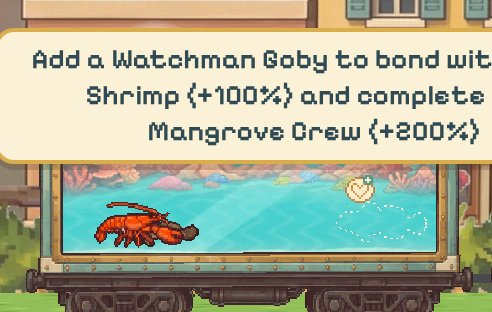 Add a Watchman Goby to bond wit
Shrimp (+100%) and complete
Mangrove Crew (+200%)